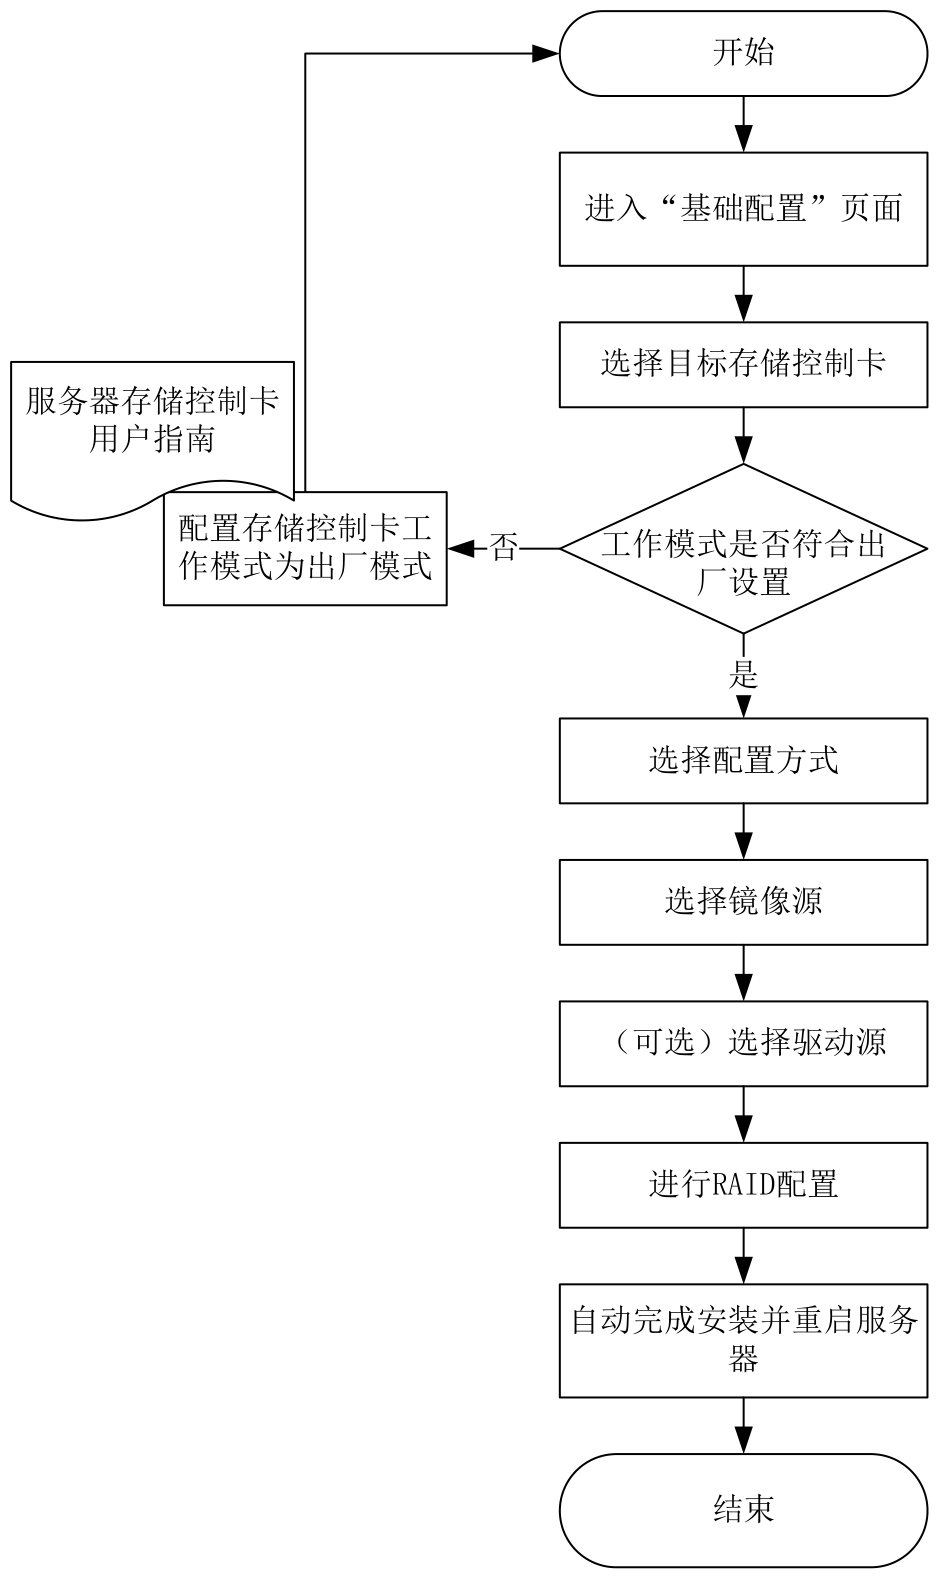 开始
进入“基础配置”页面
选择目标存储控制卡
服务器存储控制卡
用户指南
配置存储控制卡工
作模式为出厂模式
否
工作模式是否符合出
厂设置
是
选择配置方式
选择镜像源
（可选）选择驱动源
进行RAID配置
自动完成安装并重启服务
器
结束